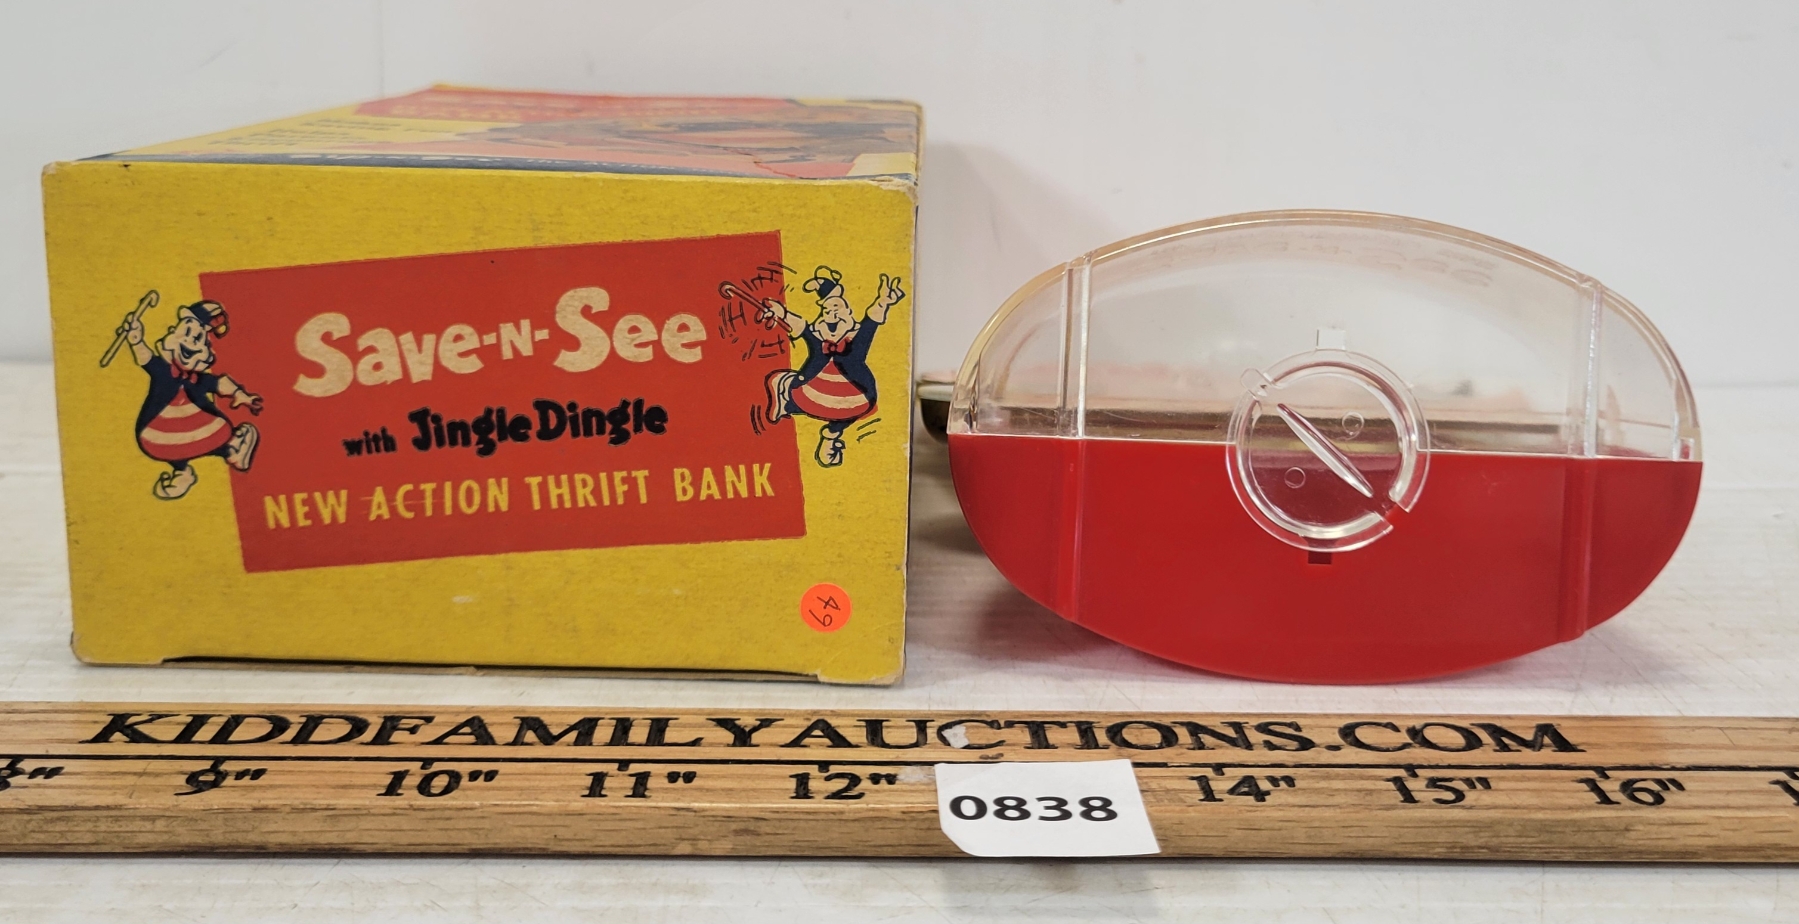 Save-N-See
with Jingle Dingle
NEW ACTION THRIFT BANK
49
KIDDFAMILYAUCTIONS.COM
8" 9" 10" 11" 12" 14" 15" 16"
0838